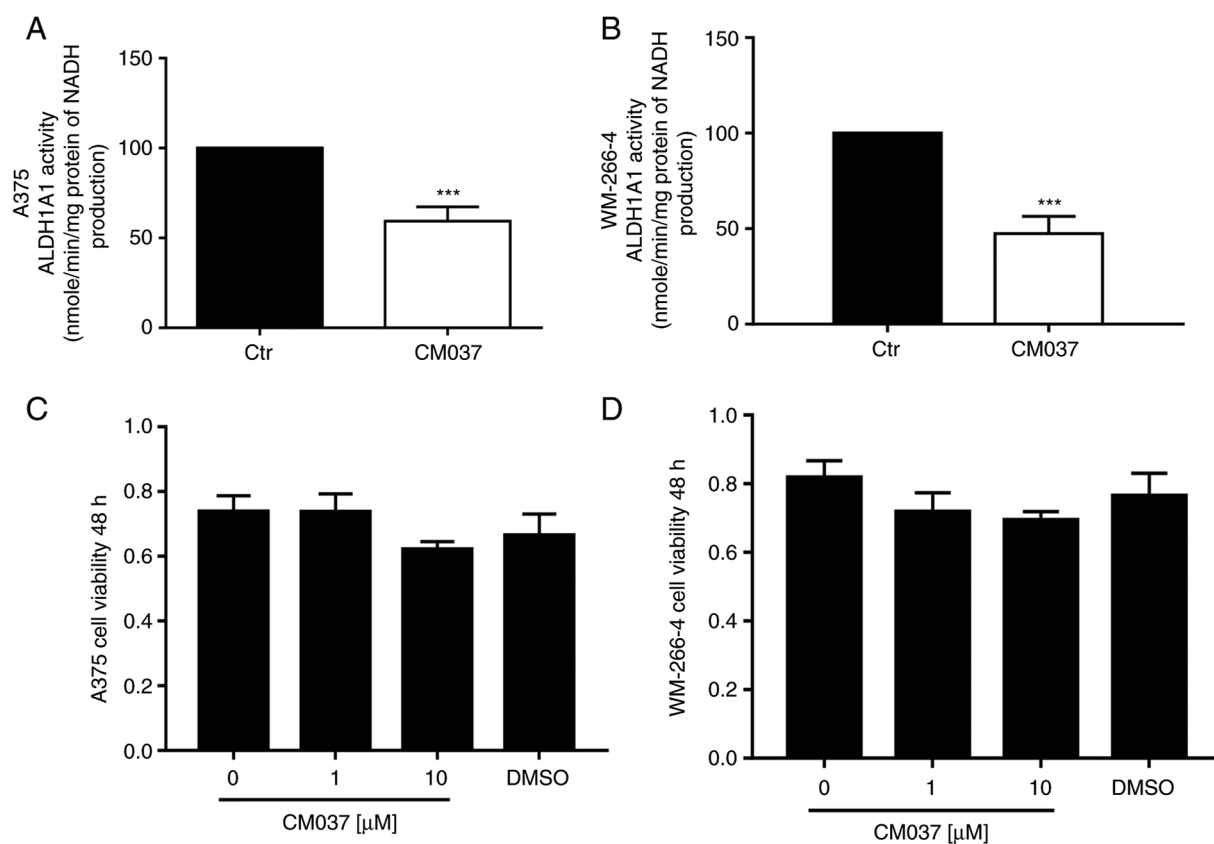 A
A375
ALDH1A1 activity
(nmole/min/mg protein of NADH
production)
150
100
50
0
***
Ctr
CM037
B
WM-266-4
ALDH1A1 activity
(nmole/min/mg protein of NADH
production)
150
100
50
0
***
Ctr
CM037
C
A375 cell viability 48 h
1.0
0.8
0.6
0.4
0.2
0.0
0 1 10 DMSO
CM037 [μM]
D
WM-266-4 cell viability 48 h
1.0
0.8
0.6
0.4
0.2
0.0
0 1 10 DMSO
CM037 [μM]